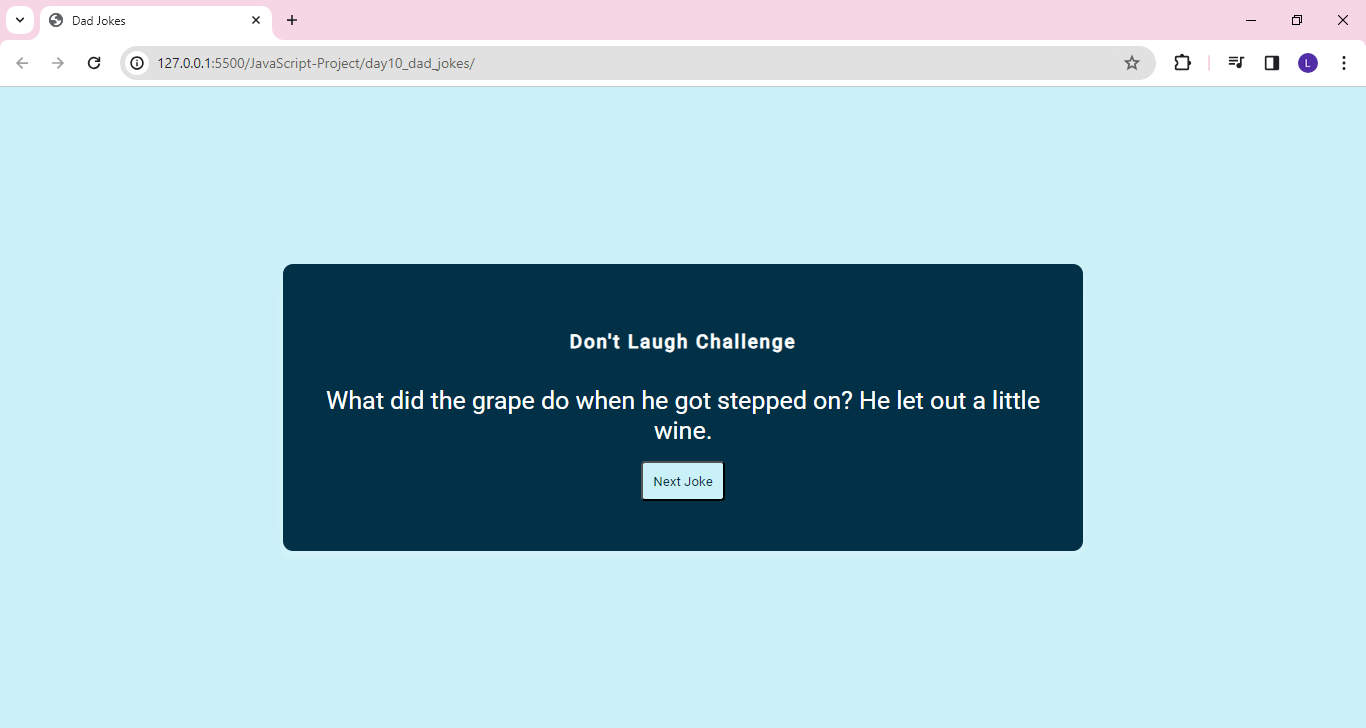 Dad Jokes
127.0.0.1:5500/JavaScript-Project/day10_dad_jokes/
L
Don't Laugh Challenge
What did the grape do when he got stepped on? He let out a little
wine.
Next Joke